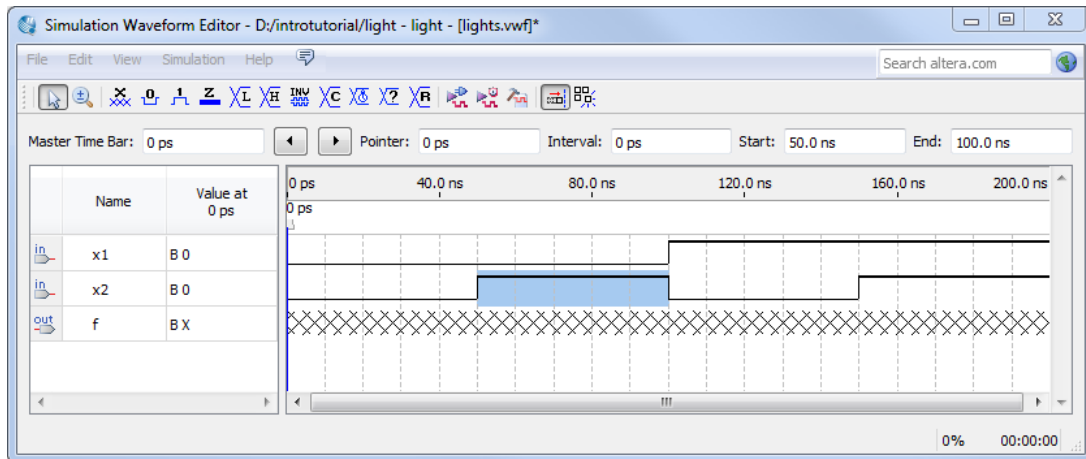 Simulation Waveform Editor - D:/introtutorial/light - light - [lights.vwf]*
File Edit View Simulation Help
Search altera.com
X 0 1 Z L H INV C ? R
Master Time Bar: 0 ps Pointer: 0 ps Interval: 0 ps Start: 50.0 ns End: 100.0 ns
Name Value at 0 ps
0 ps 40.0 ns 80.0 ns 120.0 ns 160.0 ns 200.0 ns
0 ps
in x1 B 0
in x2 B 0
out f B X
0% 00:00:00